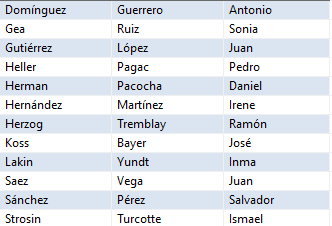 Domínguez Guerrero Antonio
Gea Ruiz Sonia
Gutiérrez López Juan
Heller Pagac Pedro
Herman Pacocha Daniel
Hernández Martínez Irene
Herzog Tremblay Ramón
Koss Bayer José
Lakin Yundt Inma
Saez Vega Juan
Sánchez Pérez Salvador
Strosin Turcotte Ismael